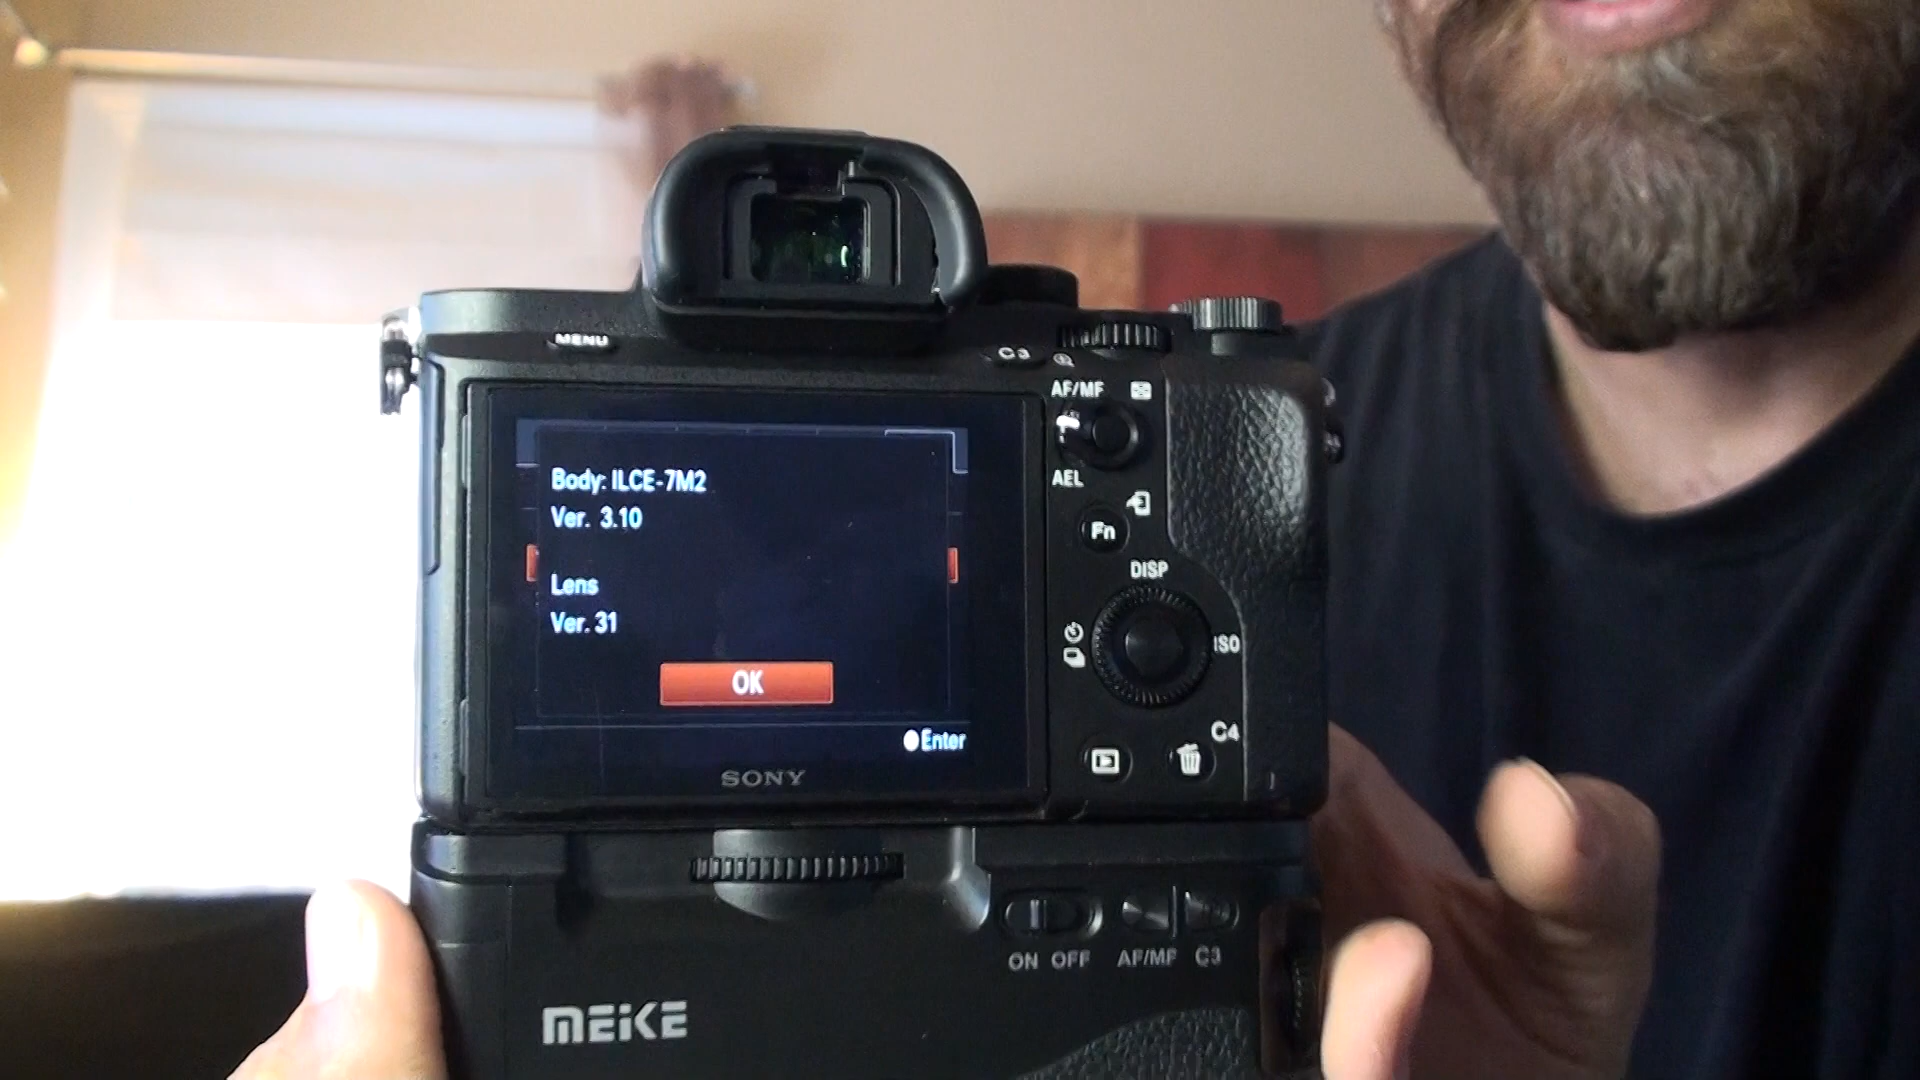 MENU
C3
AF/MF
AEL
Body: ILCE-7M2
Ver. 3.10
Fn
DISP
Lens
Ver. 31
ISO
OK
C4
Enter
SONY
ON OFF AF/MF C3
MEIKE